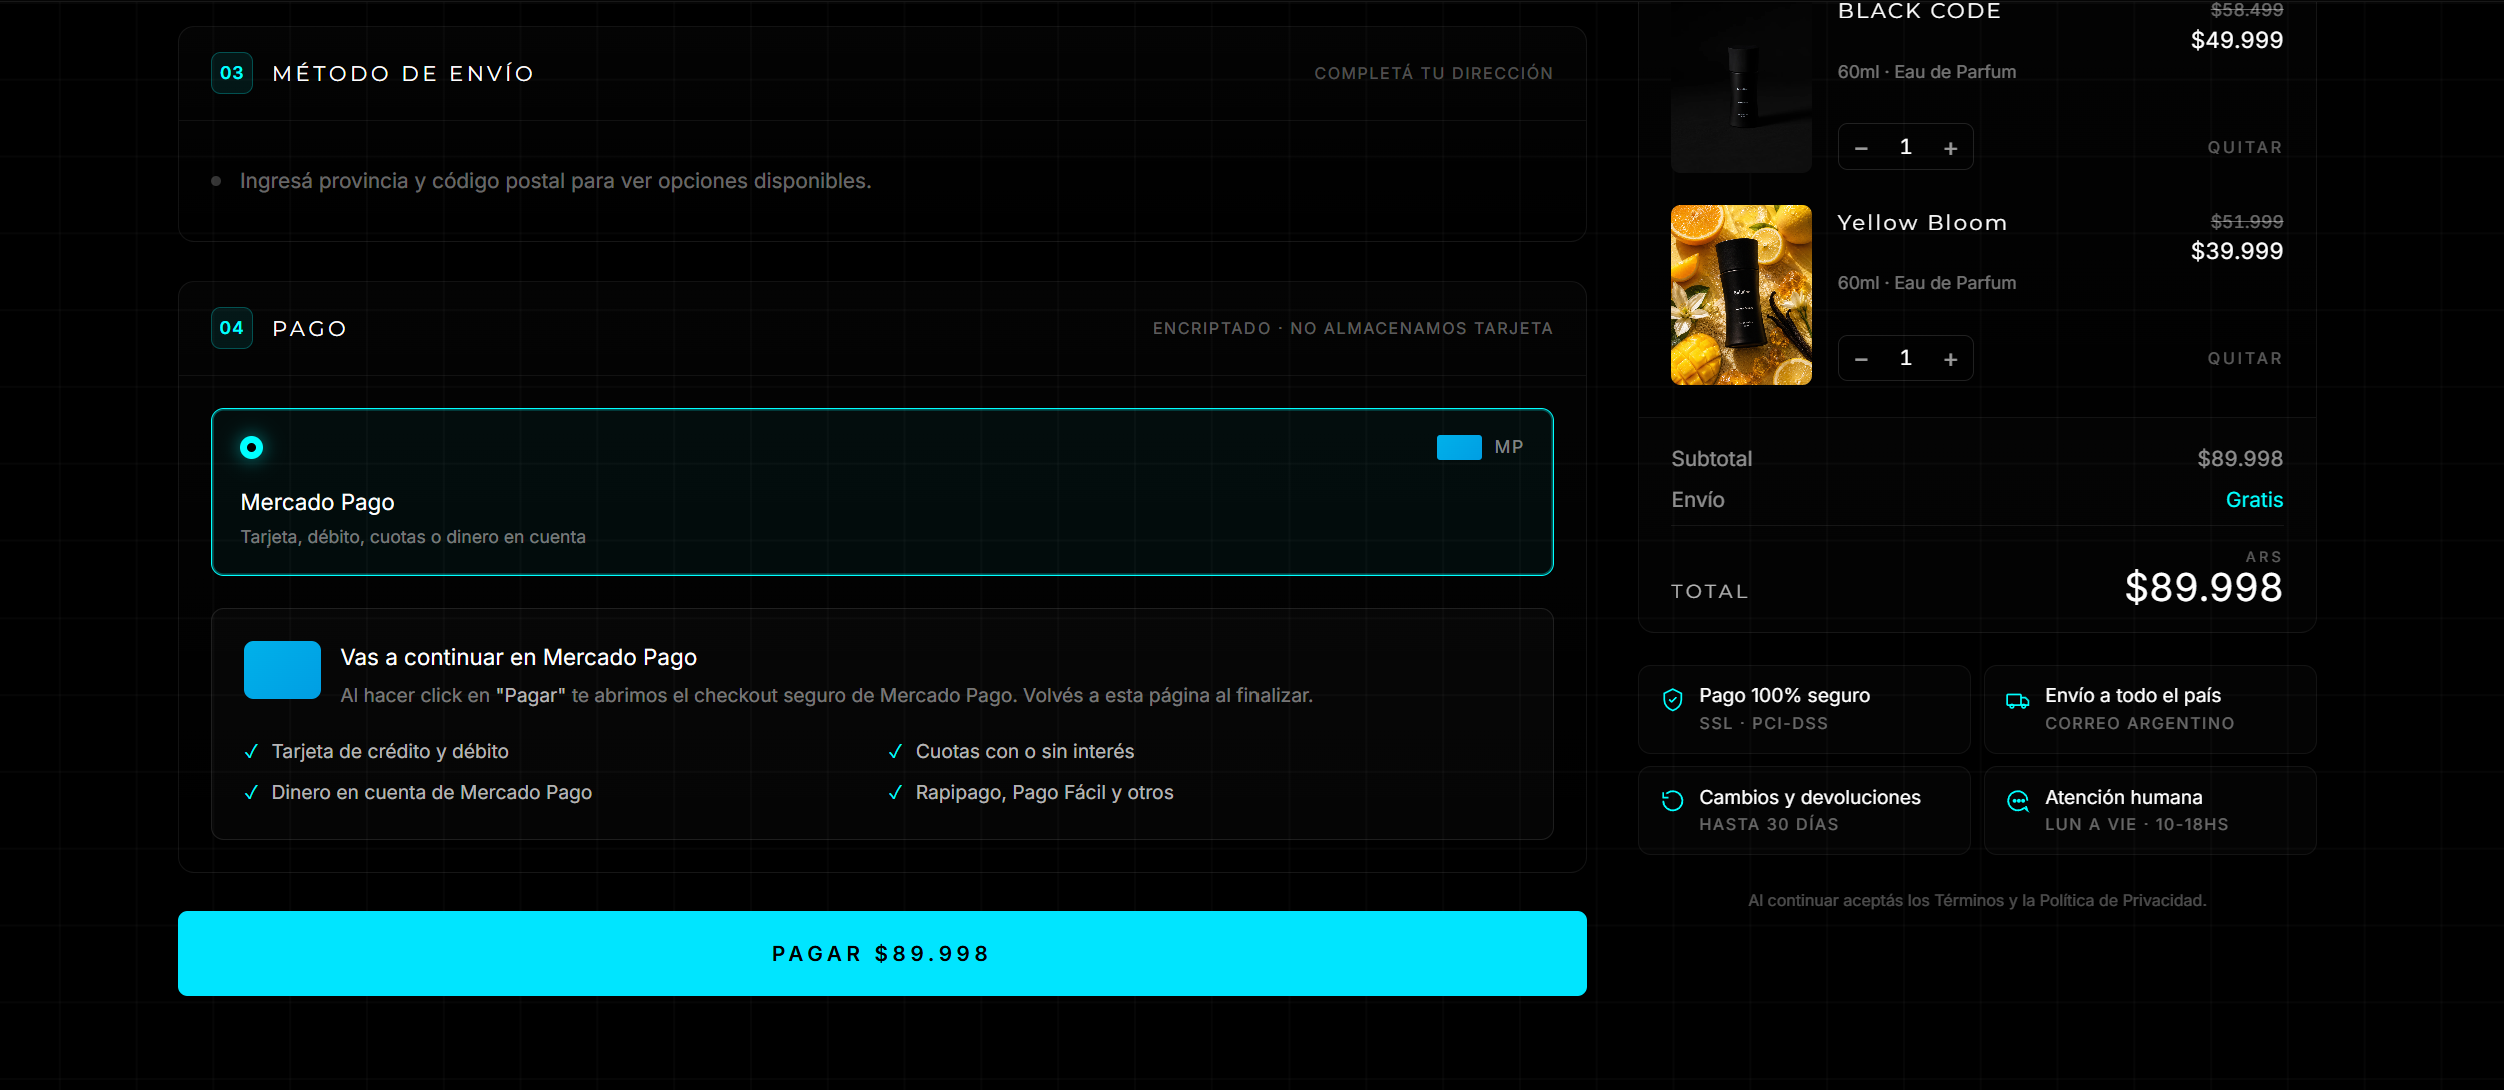 03 MÉTODO DE ENVÍO
COMPLETÁ TU DIRECCIÓN
Ingresá provincia y código postal para ver opciones disponibles.
04 PAGO
ENCRIPTADO · NO ALMACENAMOS TARJETA
MP
Mercado Pago
Tarjeta, débito, cuotas o dinero en cuenta
Vas a continuar en Mercado Pago
Al hacer click en "Pagar" te abrimos el checkout seguro de Mercado Pago. Volvés a esta página al finalizar.
✓ Tarjeta de crédito y débito
✓ Cuotas con o sin interés
✓ Dinero en cuenta de Mercado Pago
✓ Rapipago, Pago Fácil y otros
PAGAR $89.998
BLACK CODE
$58.499
$49.999
60ml · Eau de Parfum
− 1 +
QUITAR
Yellow Bloom
$51.999
$39.999
60ml · Eau de Parfum
− 1 +
QUITAR
Subtotal $89.998
Envío Gratis
ARS
TOTAL $89.998
Pago 100% seguro
SSL · PCI-DSS
Envío a todo el país
CORREO ARGENTINO
Cambios y devoluciones
HASTA 30 DÍAS
Atención humana
LUN A VIE · 10-18HS
Al continuar aceptás los Términos y la Política de Privacidad.